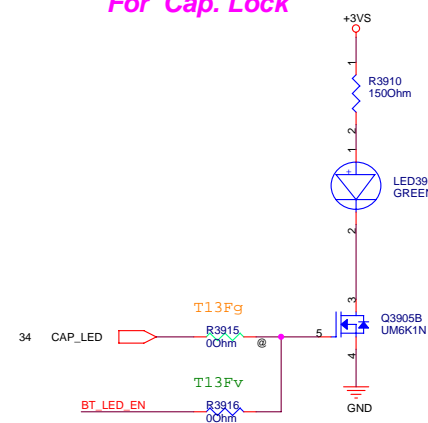 For Cap. Lock
+3VS
1
R3910
150Ohm
2
1
+
LED39
GREEN
2
T13Fg
3
Q3905B
UM6K1N
34 CAP_LED
R3915
0Ohm
@
5
4
T13Fv
BT_LED_EN
R3916
0Ohm
GND